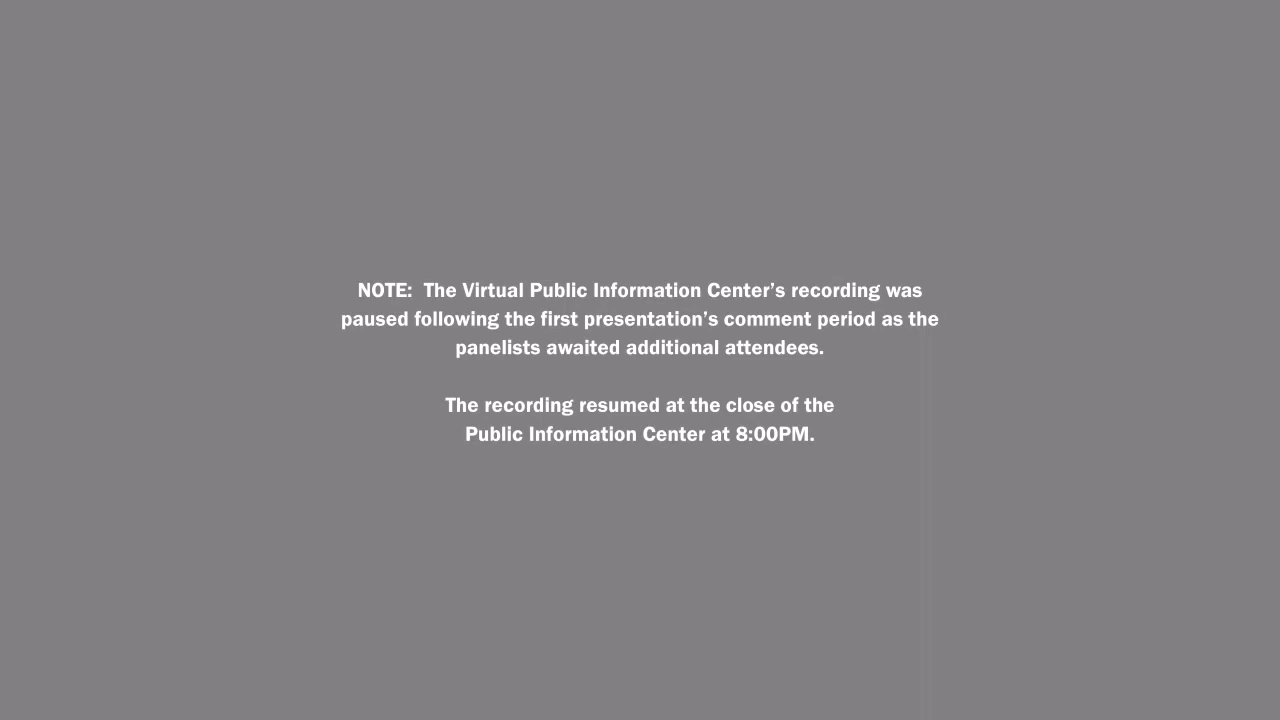 NOTE:  The Virtual Public Information Center’s recording was
paused following the first presentation’s comment period as the
panelists awaited additional attendees.
The recording resumed at the close of the
Public Information Center at 8:00PM.